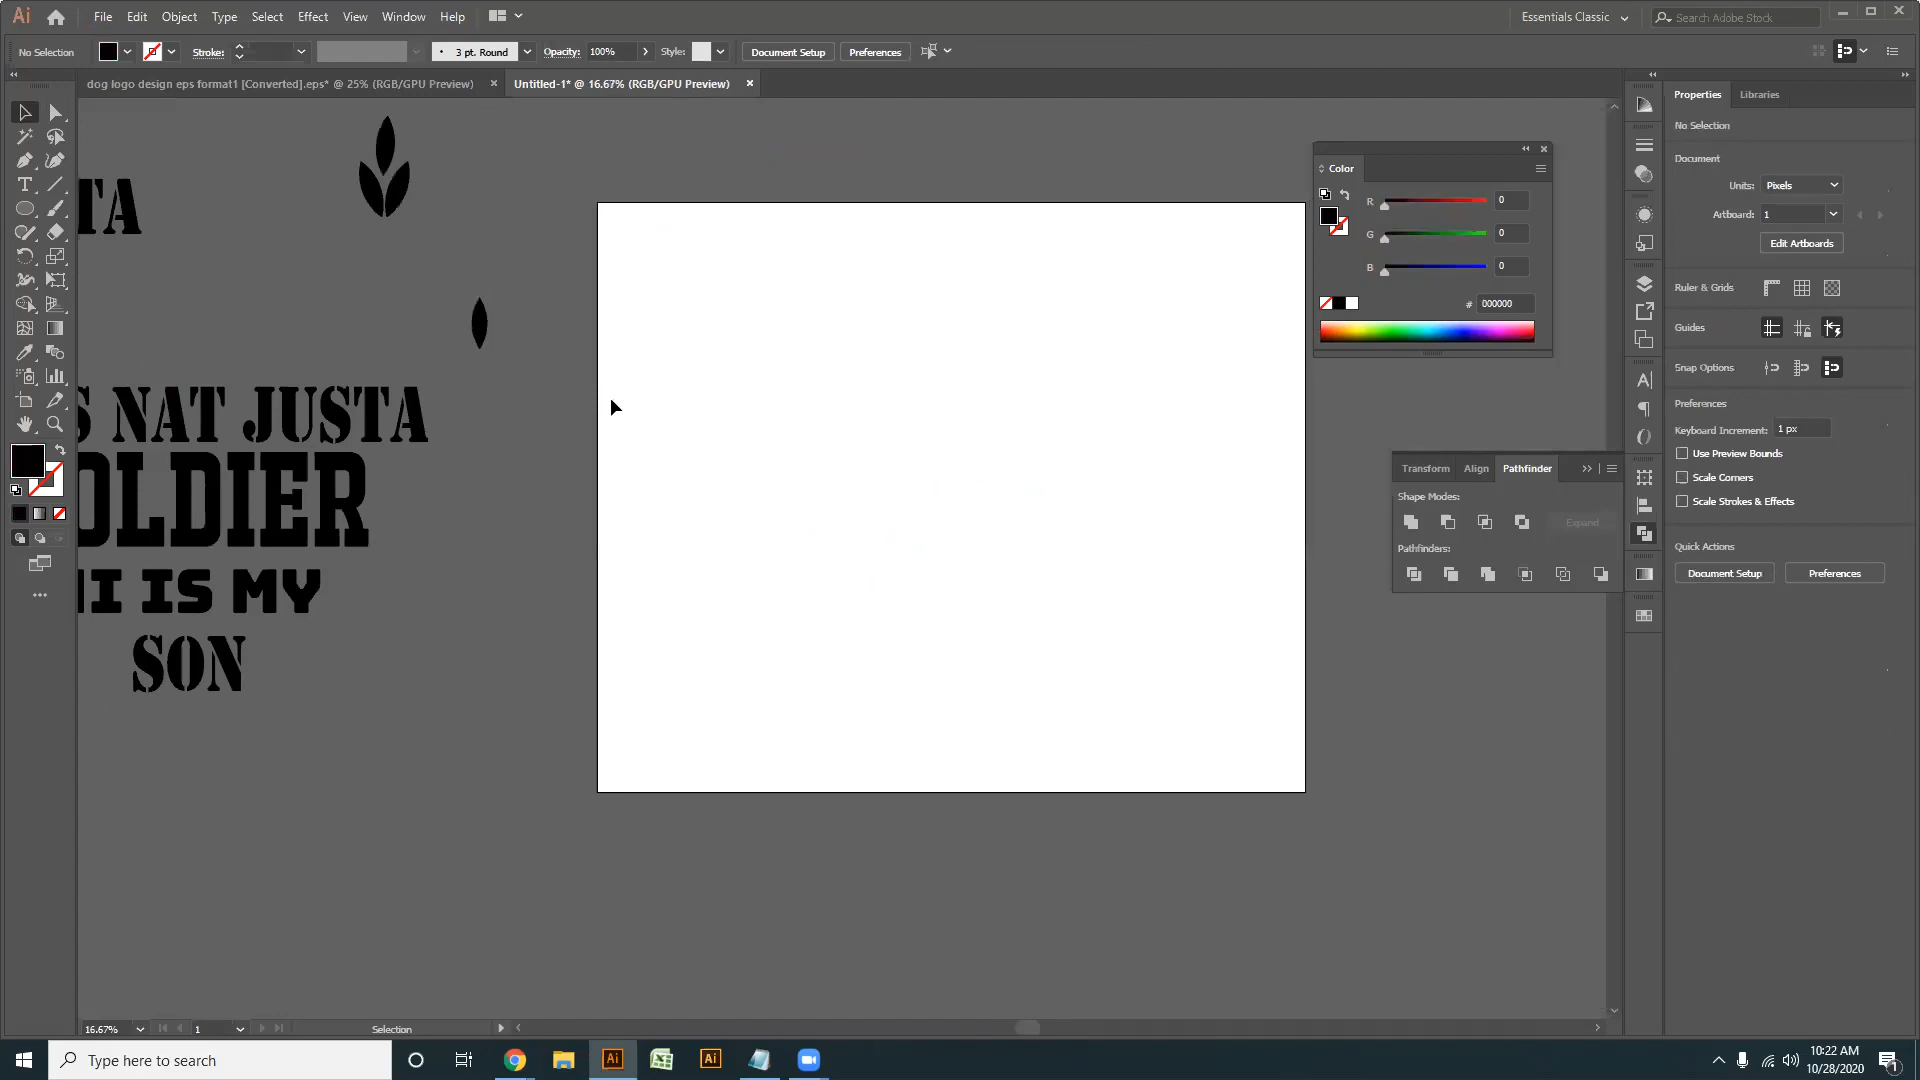 Ai File Edit Object Type Select Effect View Window Help Essentials Classic Search Adobe Stock
No Selection Stroke: 3 pt. Round Opacity: 100% Style: Document Setup Preferences
dog logo design eps format1 [Converted].eps* @ 25% (RGB/GPU Preview) Untitled-1* @ 16.67% (RGB/GPU Preview)
Properties Libraries
No Selection
Document
Units: Pixels
Artboard: 1
Edit Artboards
Ruler & Grids
Guides
Snap Options
Preferences
Keyboard Increment: 1 px
Use Preview Bounds
Scale Corners
Scale Strokes & Effects
Quick Actions
Document Setup Preferences
Color
R 0
G 0
B 0
# 000000
Transform Align Pathfinder
Shape Modes:
Expand
Pathfinders:
TA
S NAT JUSTA
OLDIER
HI IS MY
SON
16.67% 1 Selection
Type here to search
Ai Ai
10:22 AM
10/28/2020
1